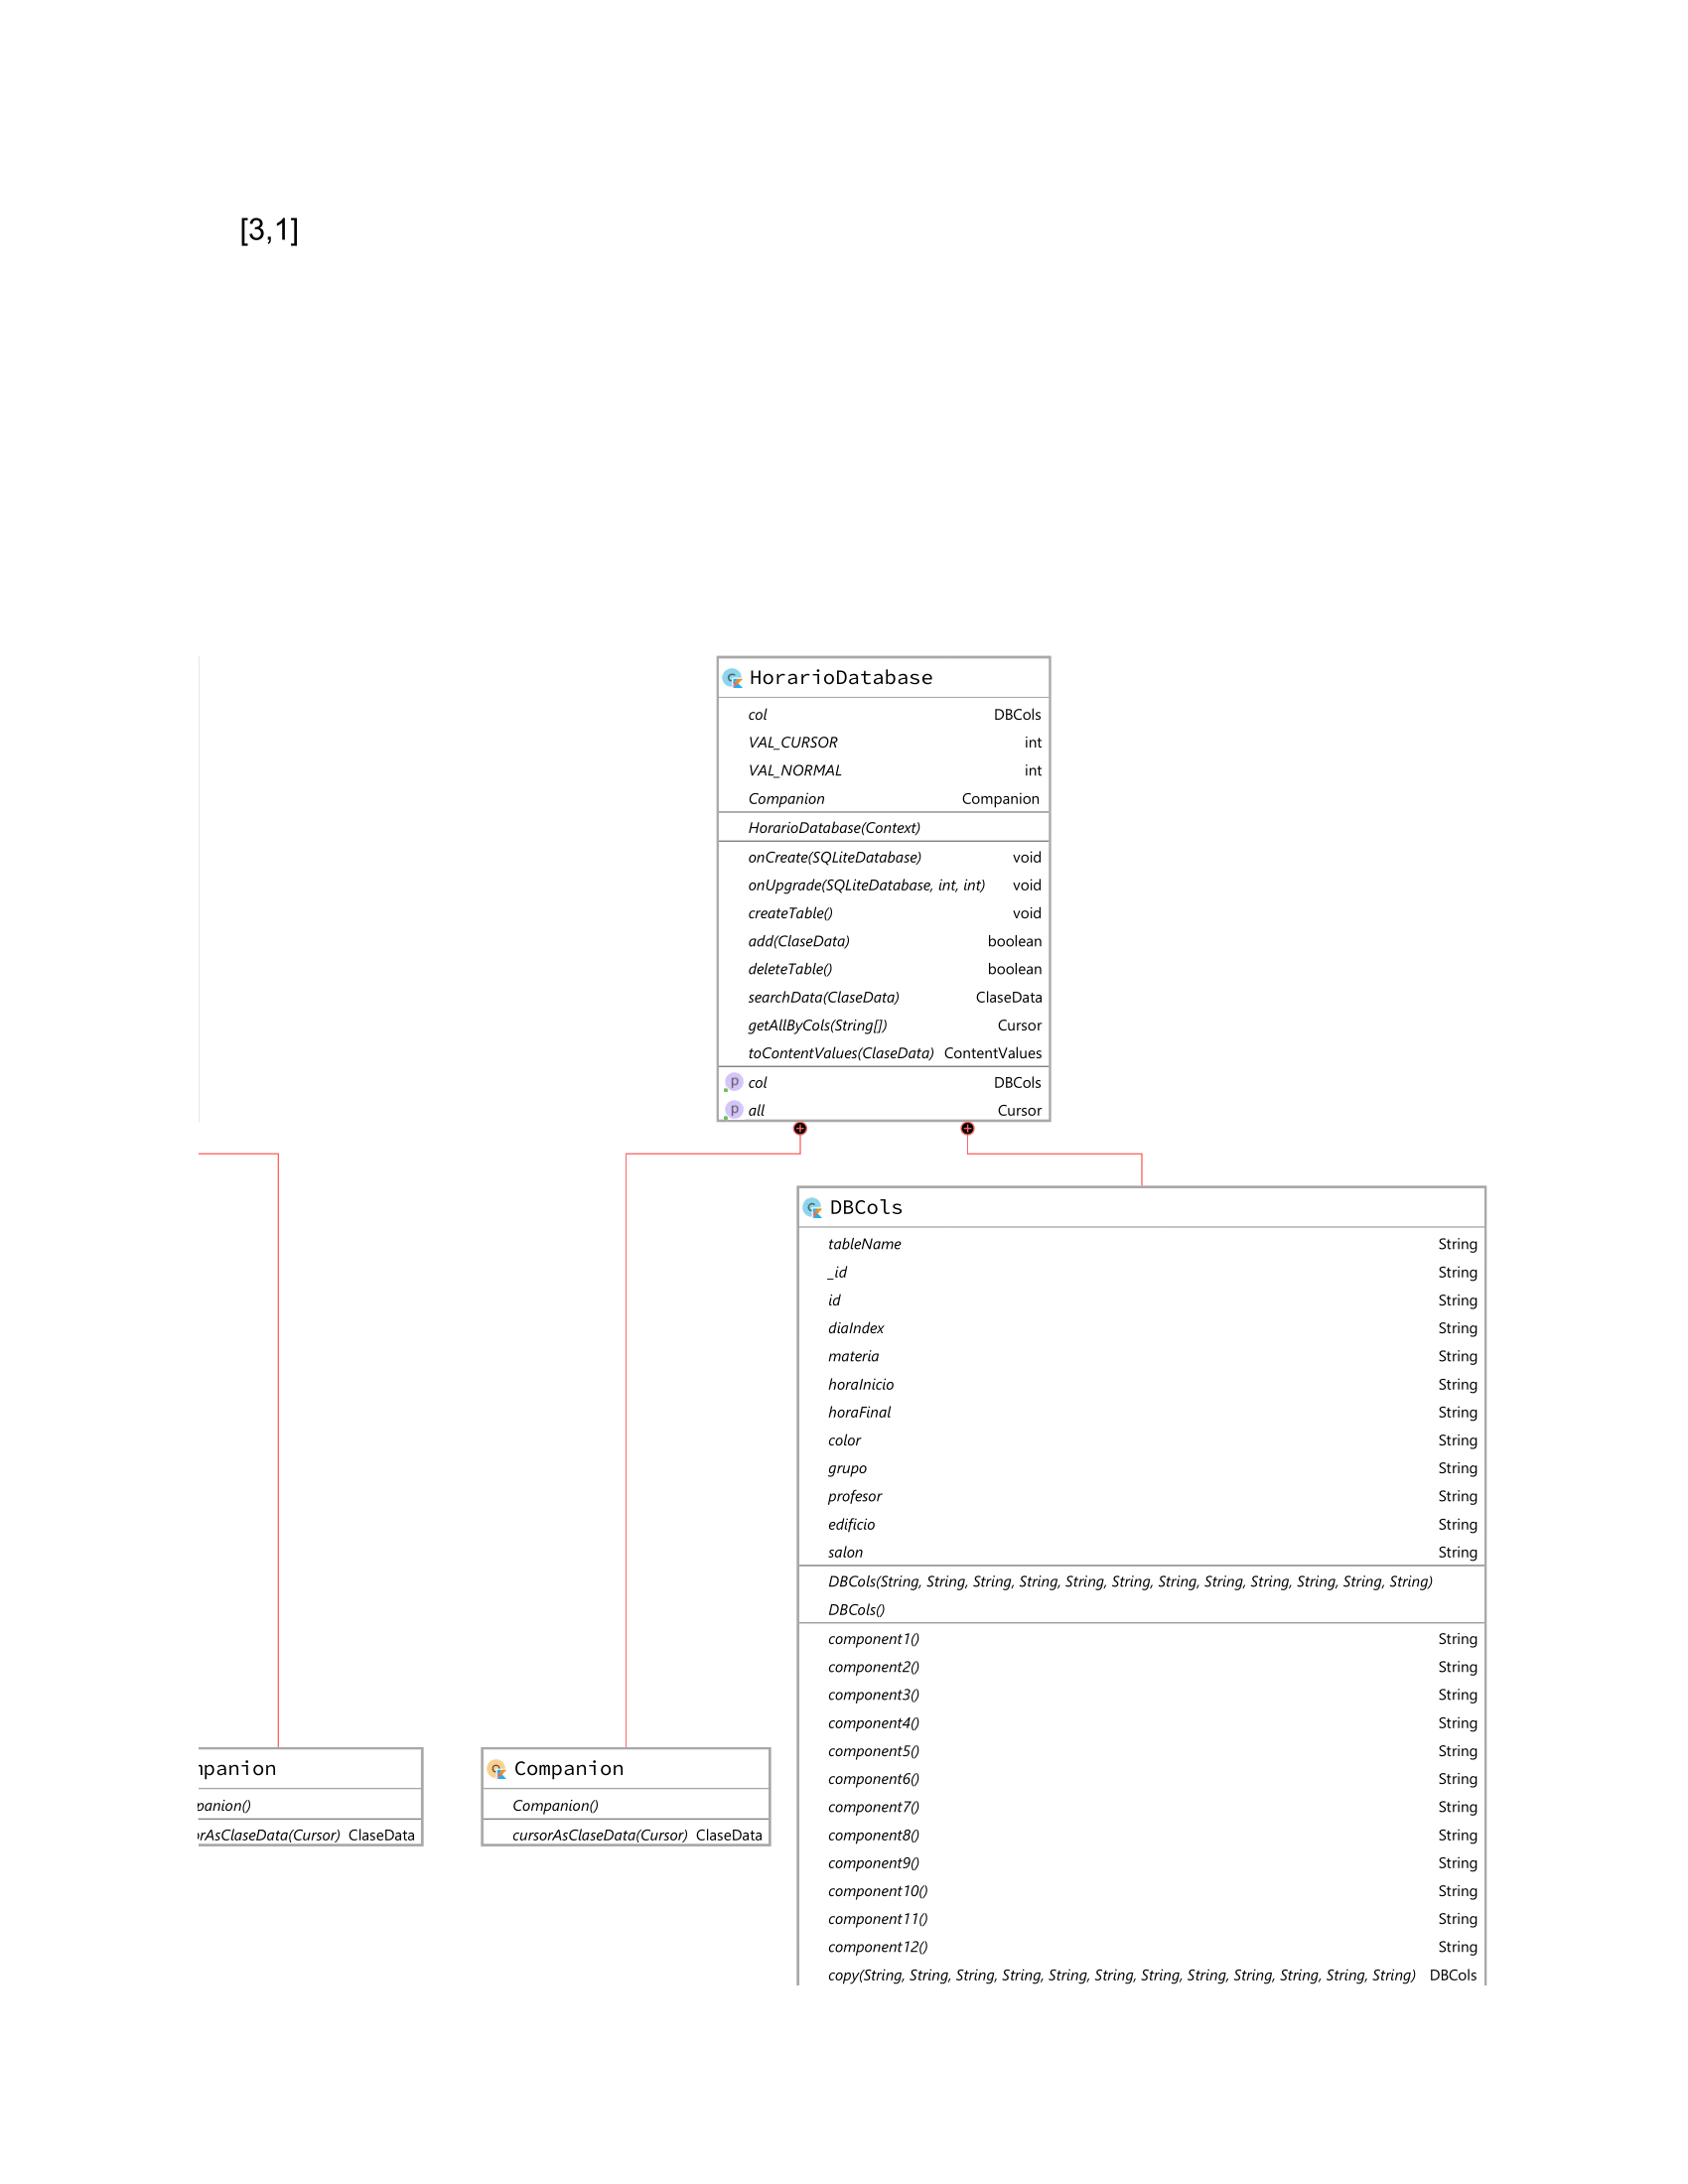 [3,1]
HorarioDatabase
col DBCols
VAL_CURSOR int
VAL_NORMAL int
Companion Companion
HorarioDatabase(Context)
onCreate(SQLiteDatabase) void
onUpgrade(SQLiteDatabase, int, int) void
createTable() void
add(ClaseData) boolean
deleteTable() boolean
searchData(ClaseData) ClaseData
getAllByCols(String[]) Cursor
toContentValues(ClaseData) ContentValues
p col DBCols
p all Cursor
mpanion
panion()
orAsClaseData(Cursor) ClaseData
Companion
Companion()
cursorAsClaseData(Cursor) ClaseData
DBCols
tableName String
_id String
id String
diaIndex String
materia String
horaInicio String
horaFinal String
color String
grupo String
profesor String
edificio String
salon String
DBCols(String, String, String, String, String, String, String, String, String, String, String, String)
DBCols()
component1() String
component2() String
component3() String
component4() String
component5() String
component6() String
component7() String
component8() String
component9() String
component10() String
component11() String
component12() String
copy(String, String, String, String, String, String, String, String, String, String, String, String) DBCols